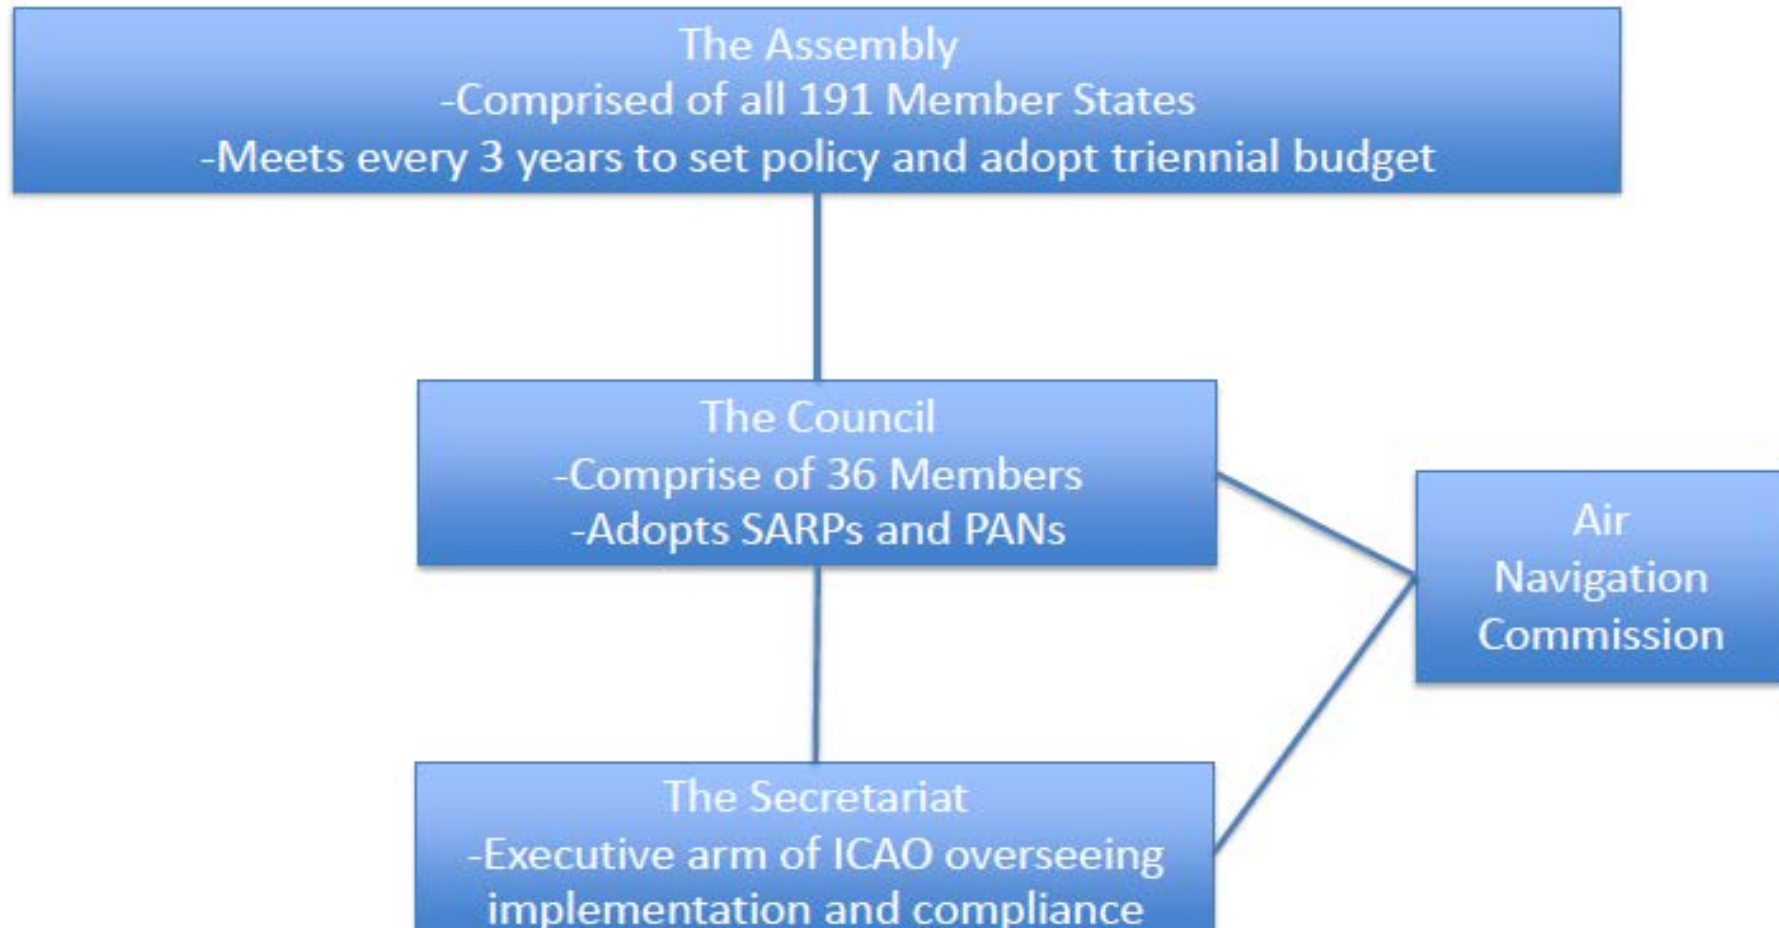 The Assembly
-Comprised of all 191 Member States
-Meets every 3 years to set policy and adopt triennial budget
The Council
-Comprise of 36 Members
-Adopts SARPs and PANs
Air
Navigation
Commission
The Secretariat
-Executive arm of ICAO overseeing
implementation and compliance